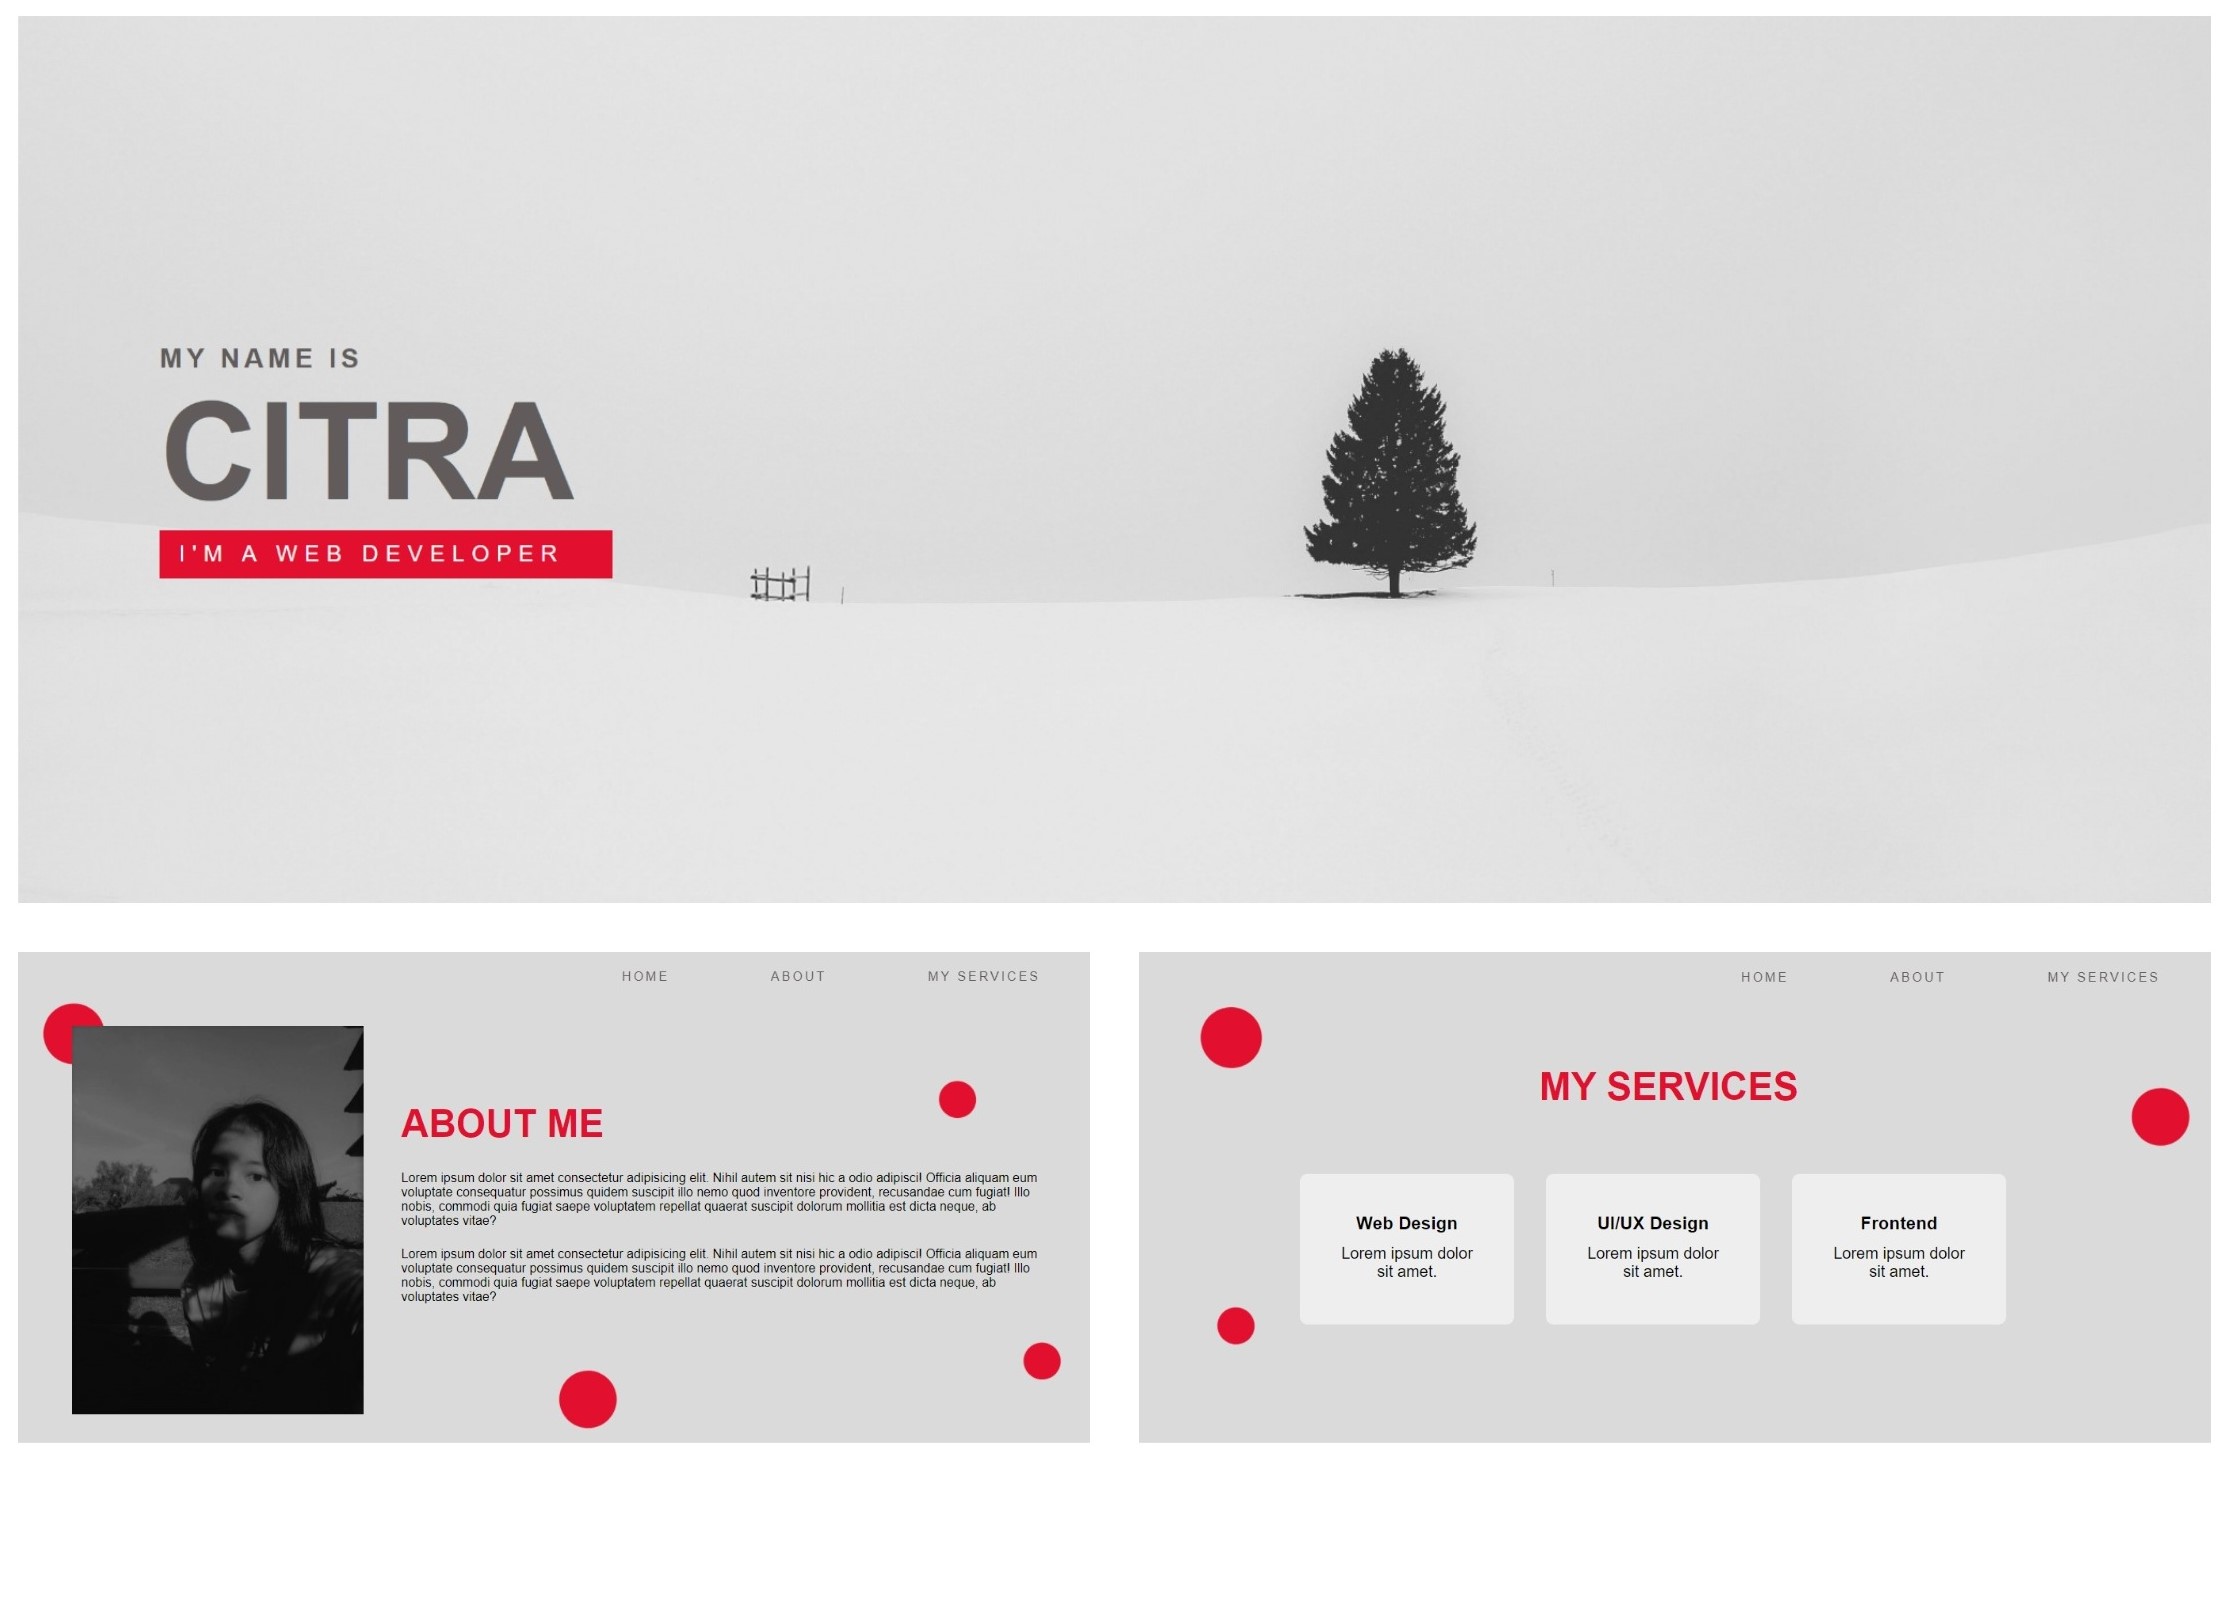 MY NAME IS
CITRA
I'M A WEB DEVELOPER
HOME ABOUT MY SERVICES
ABOUT ME
Lorem ipsum dolor sit amet consectetur adipisicing elit. Nihil autem sit nisi hic a odio adipisci! Officia aliquam eum
voluptate consequatur possimus quidem suscipit illo nemo quod inventore provident, recusandae cum fugiat! Illo
nobis, commodi quia fugiat saepe voluptatem repellat quaerat suscipit dolorum mollitia est dicta neque, ab
voluptates vitae?
Lorem ipsum dolor sit amet consectetur adipisicing elit. Nihil autem sit nisi hic a odio adipisci! Officia aliquam eum
voluptate consequatur possimus quidem suscipit illo nemo quod inventore provident, recusandae cum fugiat! Illo
nobis, commodi quia fugiat saepe voluptatem repellat quaerat suscipit dolorum mollitia est dicta neque, ab
voluptates vitae?
HOME ABOUT MY SERVICES
MY SERVICES
Web Design
Lorem ipsum dolor
sit amet.
UI/UX Design
Lorem ipsum dolor
sit amet.
Frontend
Lorem ipsum dolor
sit amet.